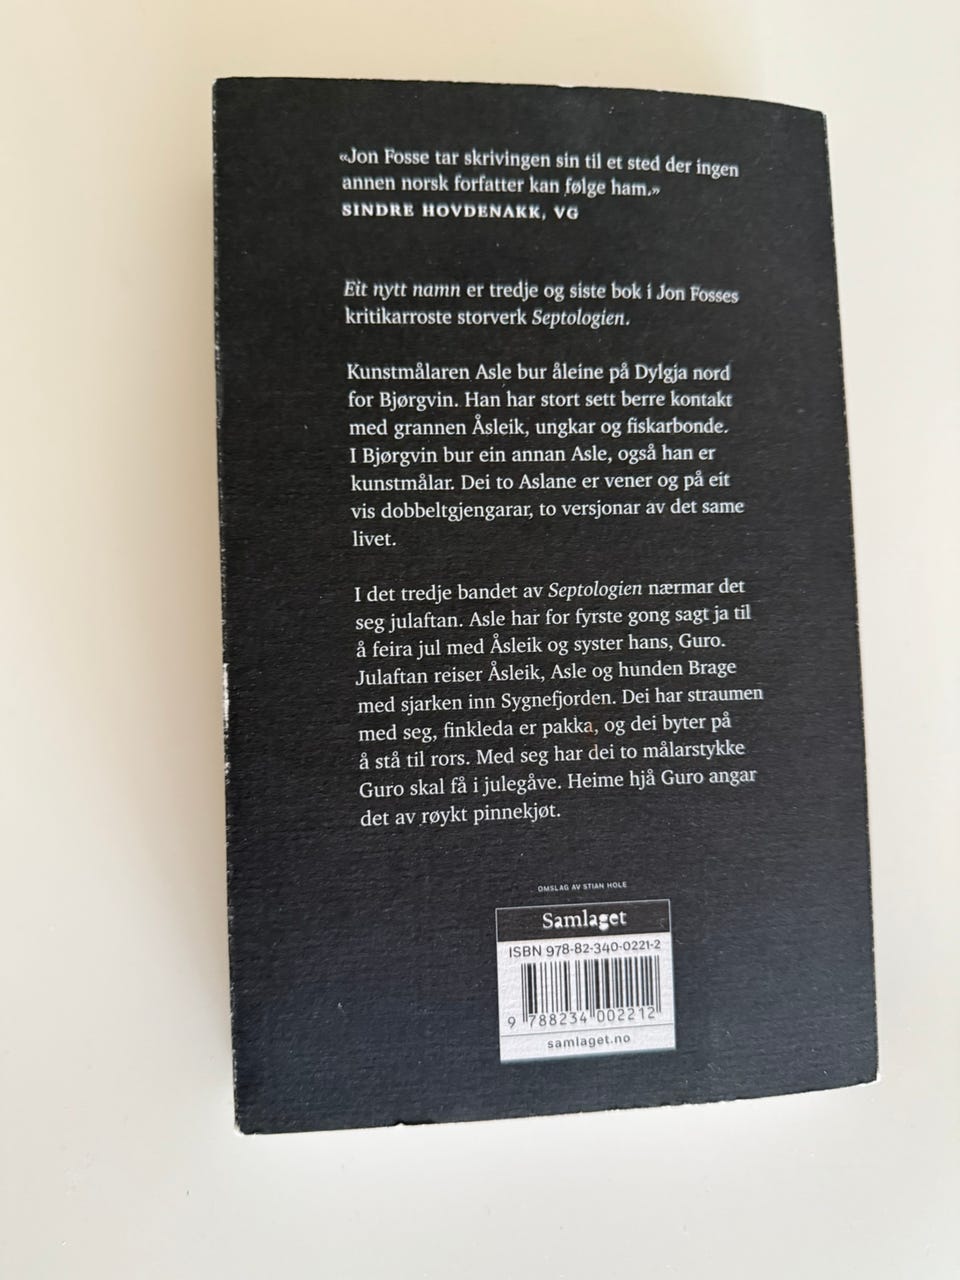 «Jon Fosse tar skrivingen sin til et sted der ingen
annen norsk forfatter kan følge ham.»
SINDRE HOVDENAKK, VG
Eit nytt namn er tredje og siste bok i Jon Fosses
kritikarroste storverk Septologien.
Kunstmålaren Asle bur åleine på Dylgja nord
for Bjørgvin. Han har stort sett berre kontakt
med grannen Åsleik, ungkar og fiskarbonde.
I Bjørgvin bur ein annan Asle, også han er
kunstmålar. Dei to Aslane er vener og på eit
vis dobbeltgjengarar, to versjonar av det same
livet.
I det tredje bandet av Septologien nærmar det
seg julaftan. Asle har for fyrste gong sagt ja til
å feira jul med Åsleik og syster hans, Guro.
Julaftan reiser Åsleik, Asle og hunden Brage
med sjarken inn Sygnefjorden. Dei har straumen
med seg, finkleda er pakka, og dei byter på
å stå til rors. Med seg har dei to målarstykke
Guro skal få i julegåve. Heime hjå Guro angar
det av røykt pinnekjøt.
OMSLAG AV STIAN HOLE
Samlaget
ISBN 978-82-340-0221-2
9 788234 002212
samlaget.no